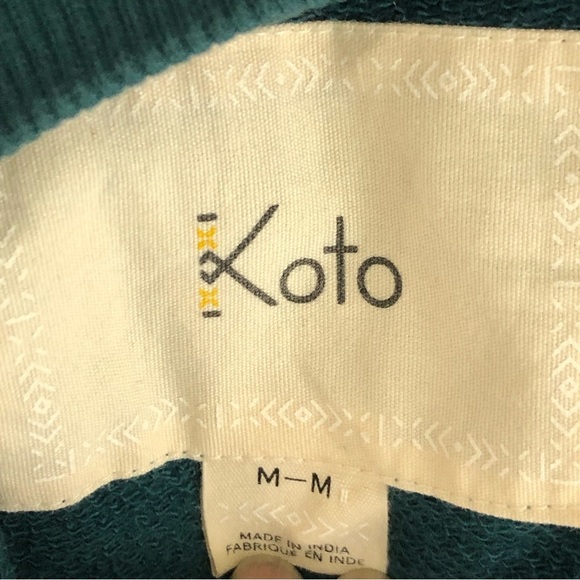 Koto
M–M
MADE IN INDIA
FABRIQUE EN INDE